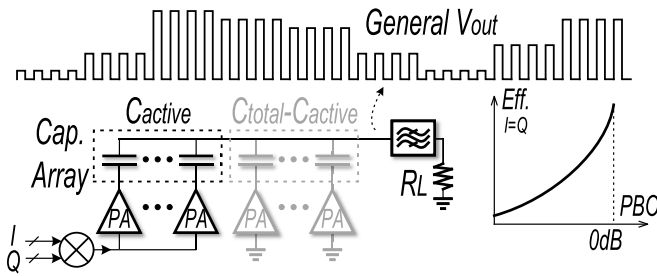 General Vout
Cactive
Ctotal-Cactive
Cap.
Array
PA
PA
PA
PA
RL
I
Q
Eff.
I=Q
PBO
0dB